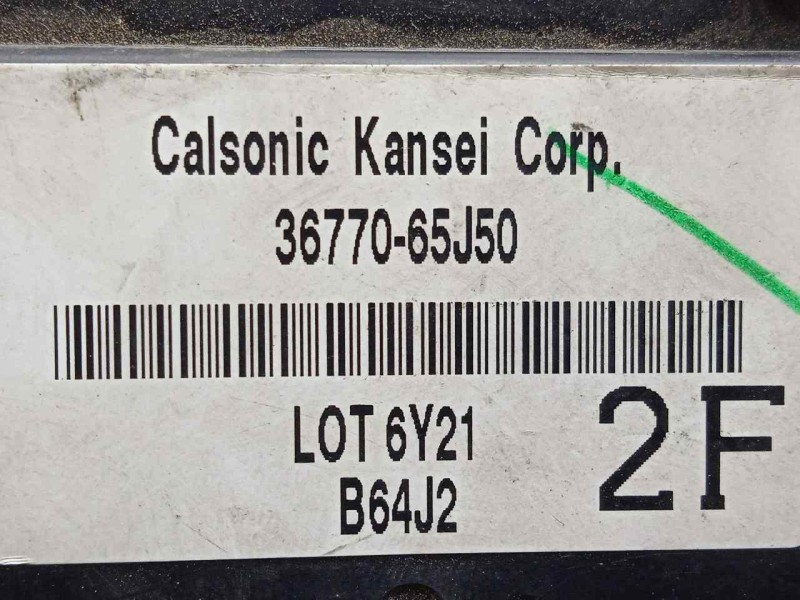 Calsonic Kansei Corp.
36770-65J50
LOT 6Y21
B64J2
2F